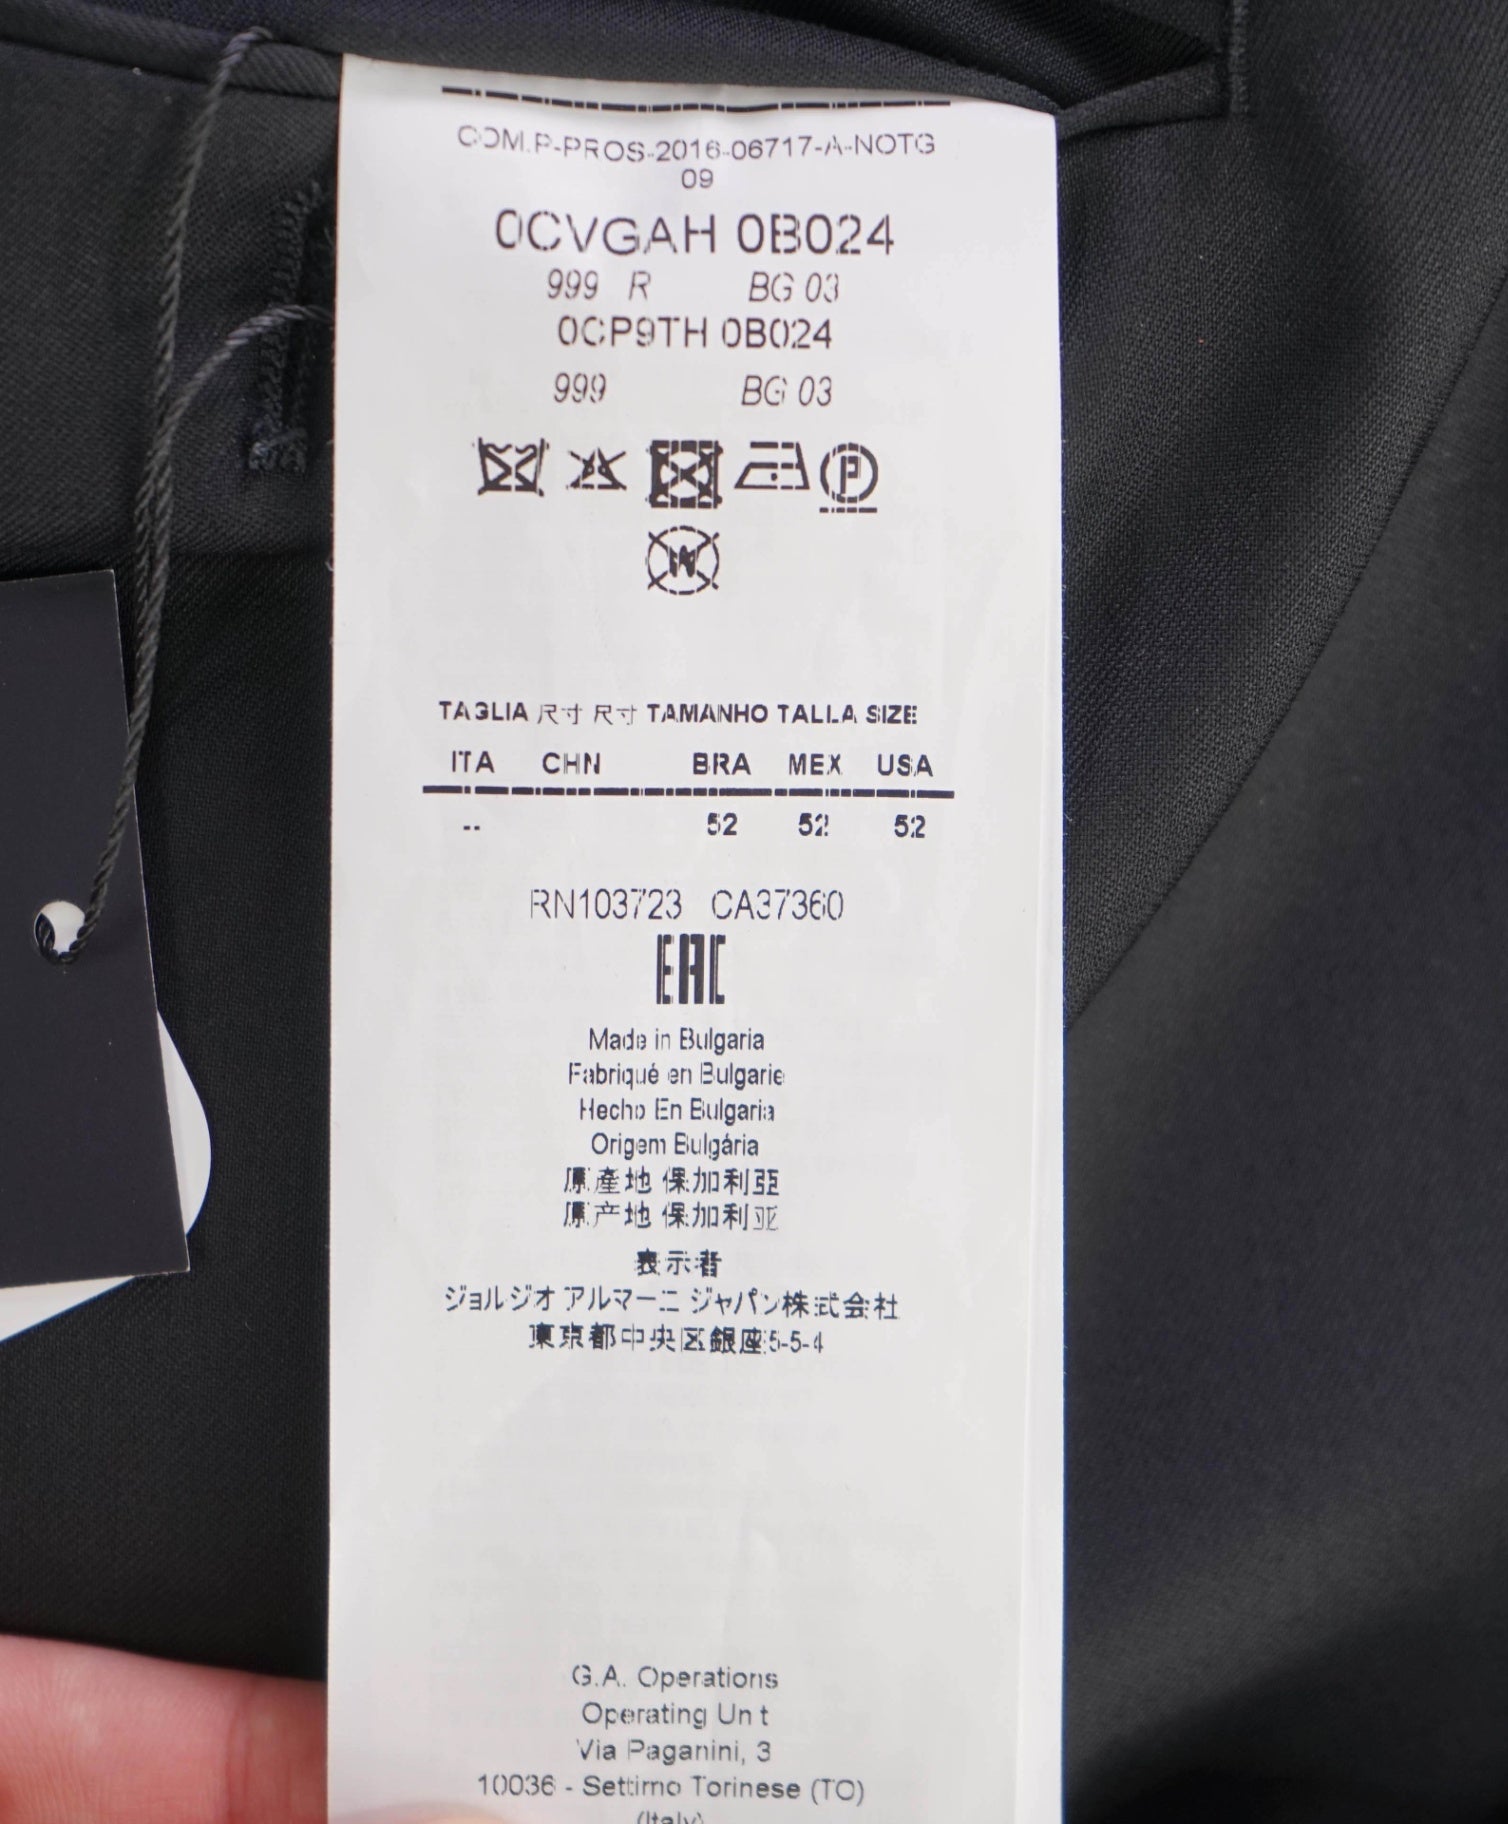 COM.P-PROS-2016-06717-A-NOTG
09
0CVGAH 0B024
999 R BG 03
0CP9TH 0B024
999 BG 03
P
W
TAGLIA 尺寸 尺寸 TAMANHO TALLA SIZE
ITA CHN BRA MEX USA
-- 52 52 52
RN103723 CA37360
EAC
Made in Bulgaria
Fabriqué en Bulgarie
Hecho En Bulgaria
Origem Bulgária
原產地 保加利亞
原产地 保加利亚
表示者
ジョルジオ アルマーニ ジャパン株式会社
東京都中央区銀座5-5-4
G.A. Operations
Operating Unit
Via Paganini, 3
10036 - Settimo Torinese (TO)
(Italy)